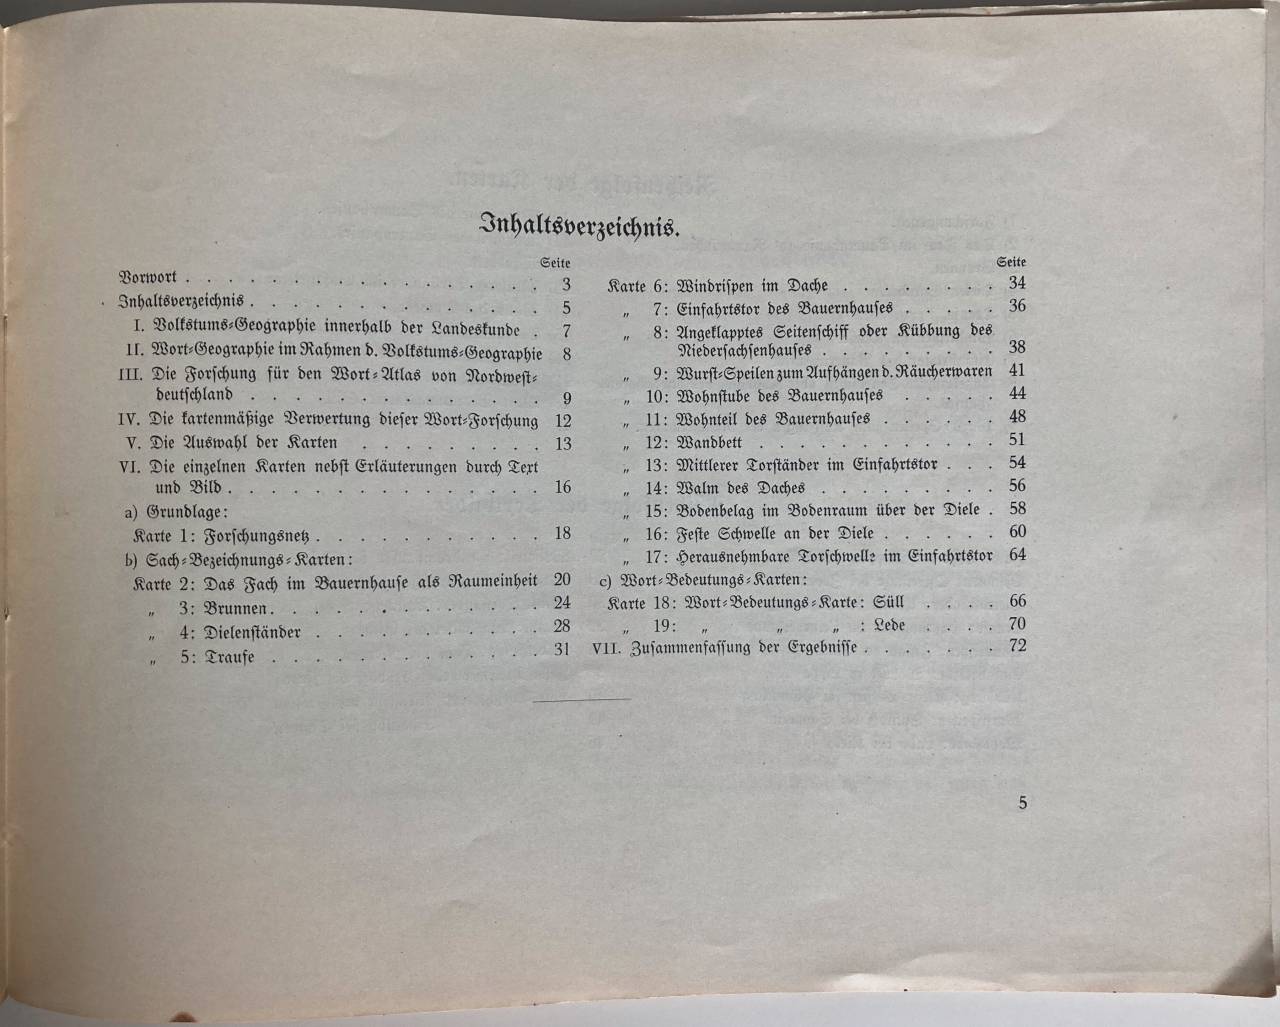 Inhaltsverzeichnis.
Seite
Vorwort . . . . . . . . . . . . . . . . . 3
Inhaltsverzeichnis . . . . . . . . . . . . . 5
I. Volkstums-Geographie innerhalb der Landeskunde . 7
II. Wort-Geographie im Rahmen d. Volkstums-Geographie 8
III. Die Forschung für den Wort-Atlas von Nordwest-
deutschland . . . . . . . . . . . . . 9
IV. Die kartenmäßige Verwertung dieser Wort-Forschung 12
V. Die Auswahl der Karten . . . . . . . . 13
VI. Die einzelnen Karten nebst Erläuterungen durch Text
und Bild . . . . . . . . . . . . . . 16
a) Grundlage:
Karte 1: Forschungsnetz . . . . . . . . . . 18
b) Sach-Bezeichnungs-Karten:
Karte 2: Das Fach im Bauernhause als Raumeinheit 20
„ 3: Brunnen . . . . . . . . . . . . . 24
„ 4: Dielenständer . . . . . . . . . . . 28
„ 5: Traufe . . . . . . . . . . . . . 31
Seite
Karte 6: Windrispen im Dache . . . . . . . 34
„ 7: Einfahrtstor des Bauernhauses . . . . . 36
„ 8: Angeklapptes Seitenschiff oder Kübbung des
Niedersachsenhauses . . . . . . . . . 38
„ 9: Wurst-Speilen zum Aufhängen d. Räucherwaren 41
„ 10: Wohnstube des Bauernhauses . . . . . 44
„ 11: Wohnteil des Bauernhauses . . . . . . 48
„ 12: Wandbett . . . . . . . . . . . . 51
„ 13: Mittlerer Torständer im Einfahrtstor . . . 54
„ 14: Walm des Daches . . . . . . . . . 56
„ 15: Bodenbelag im Bodenraum über der Diele . 58
„ 16: Feste Schwelle an der Diele . . . . . . 60
„ 17: Herausnehmbare Torschwelle im Einfahrtstor 64
c) Wort-Bedeutungs-Karten:
Karte 18: Wort-Bedeutungs-Karte: Süll . . . . 66
„ 19: „ „ „ : Lede . . . . 70
VII. Zusammenfassung der Ergebnisse . . . . . . . 72
5